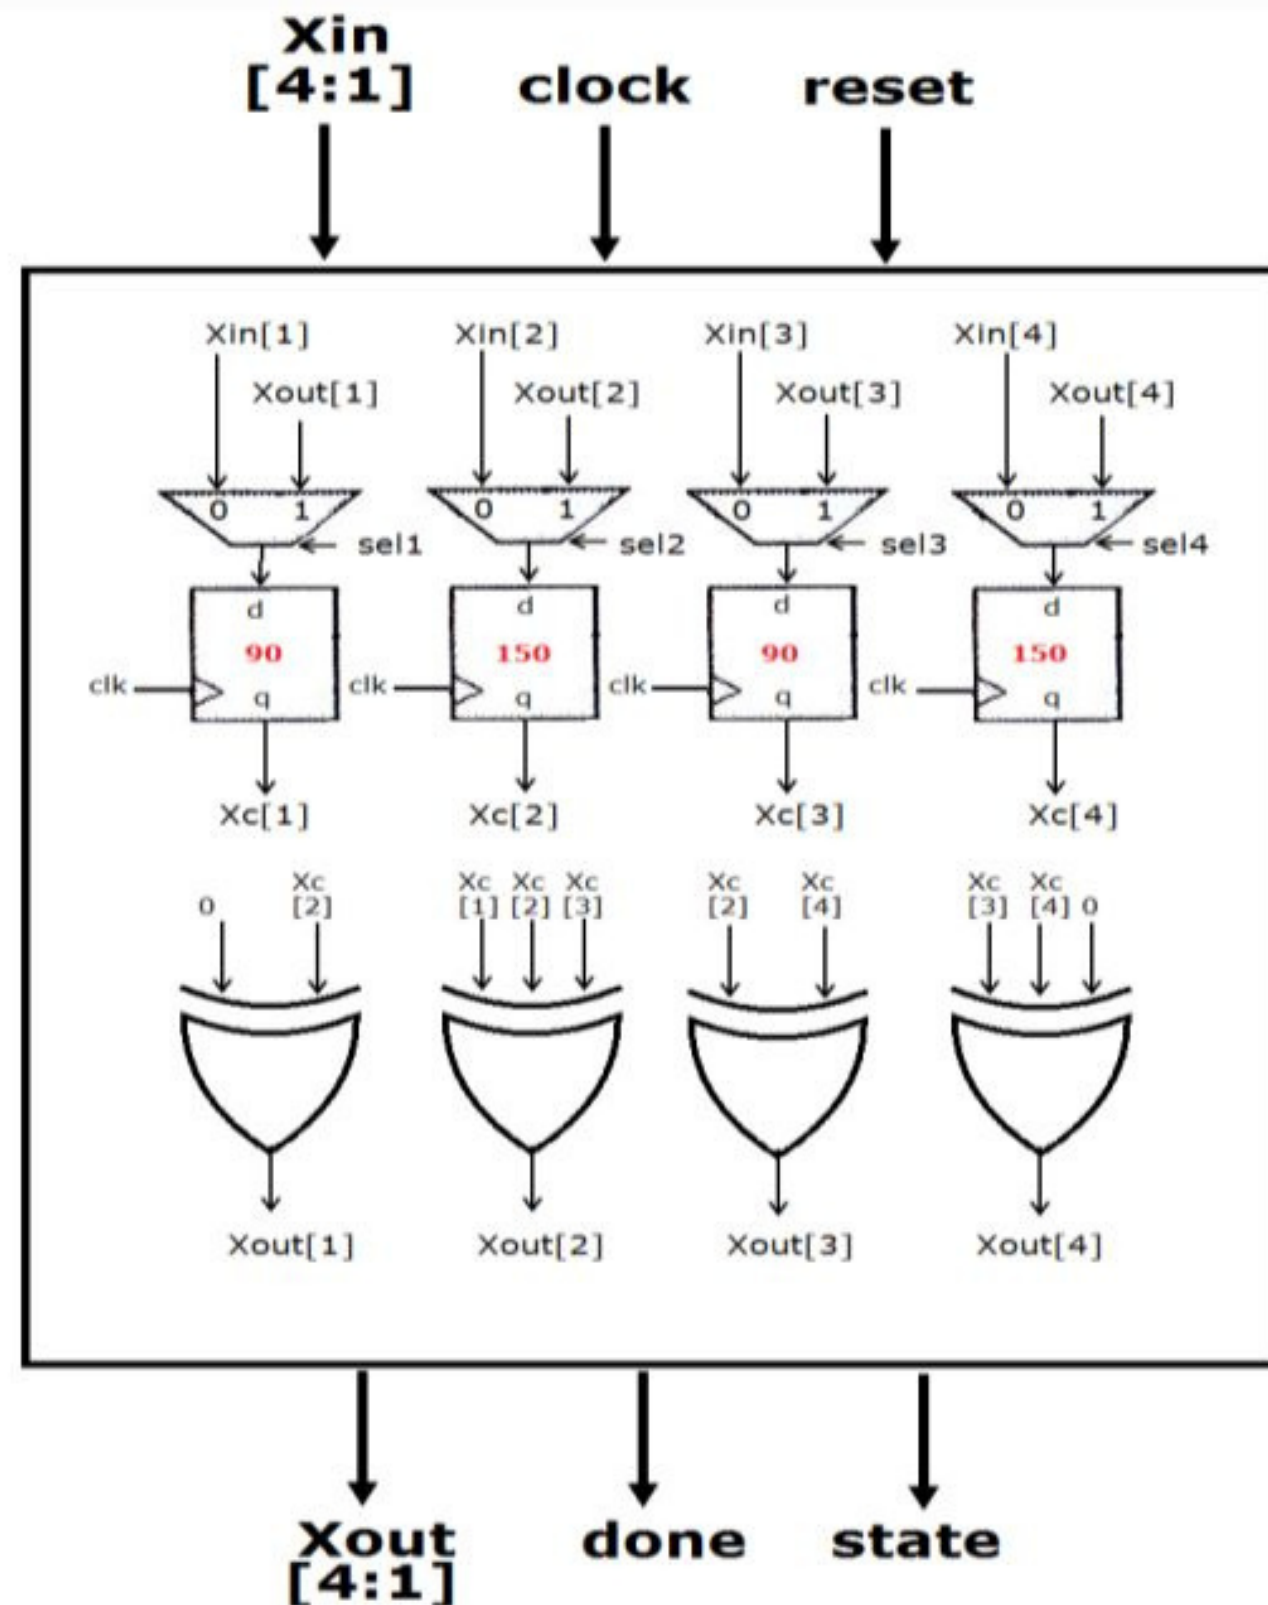 Xin
[4:1] clock reset
Xin[1] Xin[2] Xin[3] Xin[4]
Xout[1] Xout[2] Xout[3] Xout[4]
0 1 0 1 0 1 0 1
sel1 sel2 sel3 sel4
d d d d
90 150 90 150
clk clk clk clk
q q q q
Xc[1] Xc[2] Xc[3] Xc[4]
Xc Xc Xc Xc Xc Xc Xc Xc
0 [2] [1] [2] [3] [2] [4] [3] [4] 0
Xout[1] Xout[2] Xout[3] Xout[4]
Xout done state
[4:1]